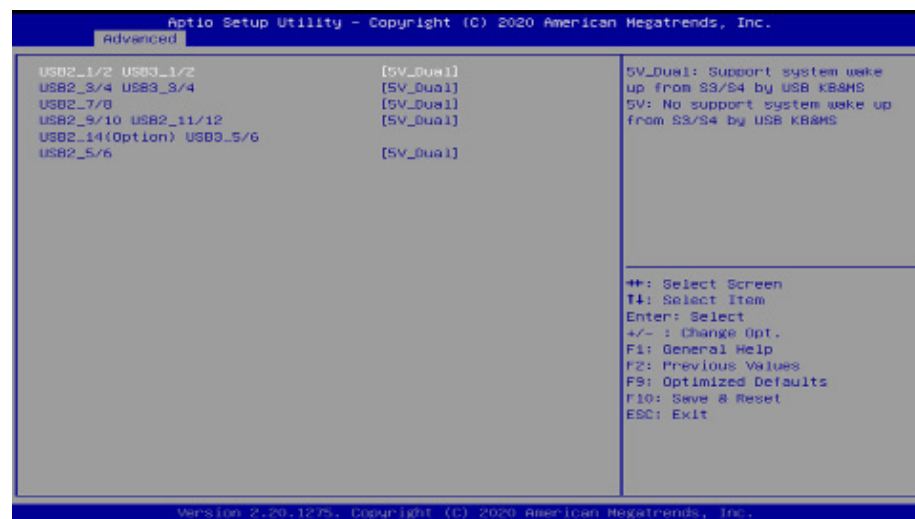 Aptio Setup Utility - Copyright (C) 2020 American Megatrends, Inc.
Advanced
USB2_1/2 USB3_1/2 [5V_Dual]
USB2_3/4 USB3_3/4 [5V_Dual]
USB2_7/8 [5V_Dual]
USB2_9/10 USB2_11/12 [5V_Dual]
USB2_14(Option) USB3_5/6
USB2_5/6 [5V_Dual]
5V_Dual: Support system wake
up from S3/S4 by USB KB&MS
5V: No support system wake up
from S3/S4 by USB KB&MS
→←: Select Screen
↑↓: Select Item
Enter: Select
+/- : Change Opt.
F1: General Help
F2: Previous Values
F9: Optimized Defaults
F10: Save & Reset
ESC: Exit
Version 2.20.1275. Copyright (C) 2020 American Megatrends, Inc.